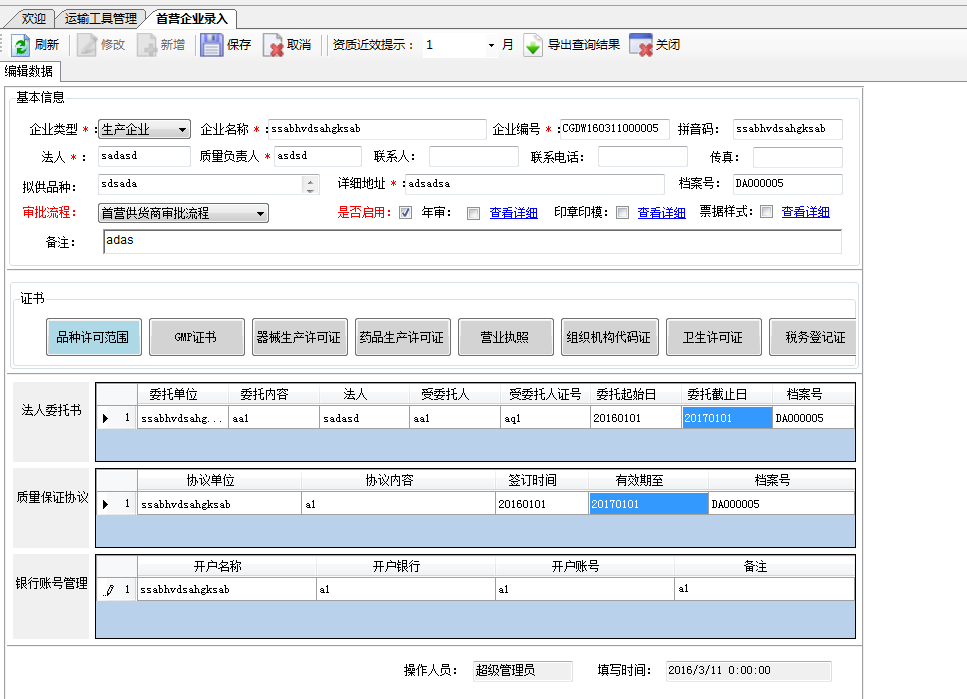 欢迎 运输工具管理 首营企业录入
刷新 修改 新增 保存 取消 资质近效提示： 1 月 导出查询结果 关闭
编辑数据
基本信息
企业类型 *：生产企业 企业名称 *：ssabhvdsahgksab 企业编号 *：CGDW160311000005 拼音码： ssabhvdsahgksab
法人 *： sadasd 质量负责人 * asdsd 联系人： 联系电话： 传真：
拟供品种： sdsada 详细地址 *：adsadsa 档案号： DA000005
审批流程： 首营供货商审批流程 是否启用： 年审： 查看详细 印章印模： 查看详细 票据样式： 查看详细
备注： adas
证书
品种许可范围 GMP证书 器械生产许可证 药品生产许可证 营业执照 组织机构代码证 卫生许可证 税务登记证
法人委托书
委托单位 委托内容 法人 受委托人 受委托人证号 委托起始日 委托截止日 档案号
1 ssabhvdsahg... aa1 sadasd aa1 aq1 20160101 20170101 DA000005
质量保证协议
协议单位 协议内容 签订时间 有效期至 档案号
1 ssabhvdsahgksab a1 20160101 20170101 DA000005
银行账号管理
开户名称 开户银行 开户账号 备注
1 ssabhvdsahgksab a1 a1 a1
操作人员： 超级管理员 填写时间： 2016/3/11 0:00:00